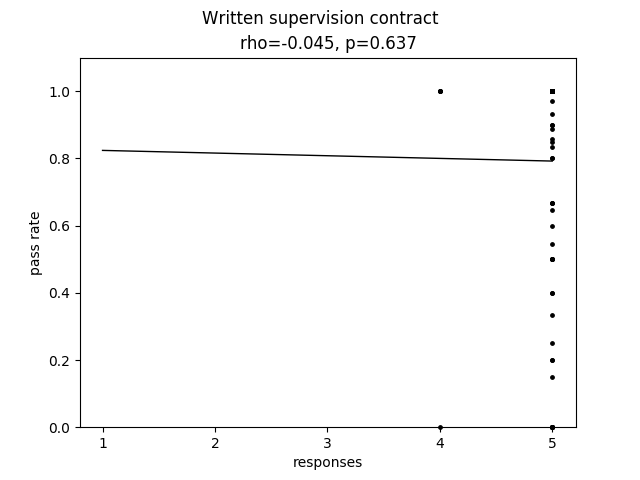 Written supervision contract
rho=-0.045, p=0.637
1.0
0.8
0.6
0.4
0.2
0.0
pass rate
1 2 3 4 5
responses